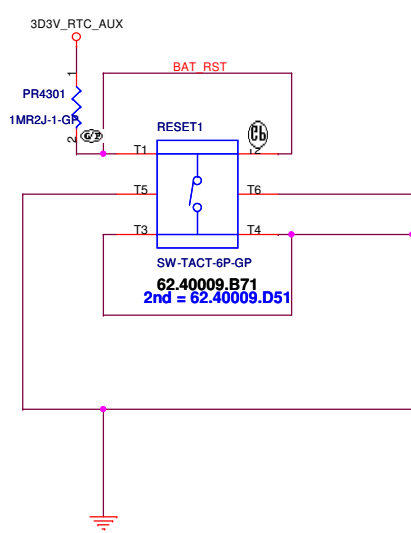 3D3V_RTC_AUX
BAT_RST
1
PR4301
1MR2J-1-GP
2
G/P
RESET1
T1
T2
T5
T6
T3
T4
SW-TACT-6P-GP
62.40009.B71
2nd = 62.40009.D51